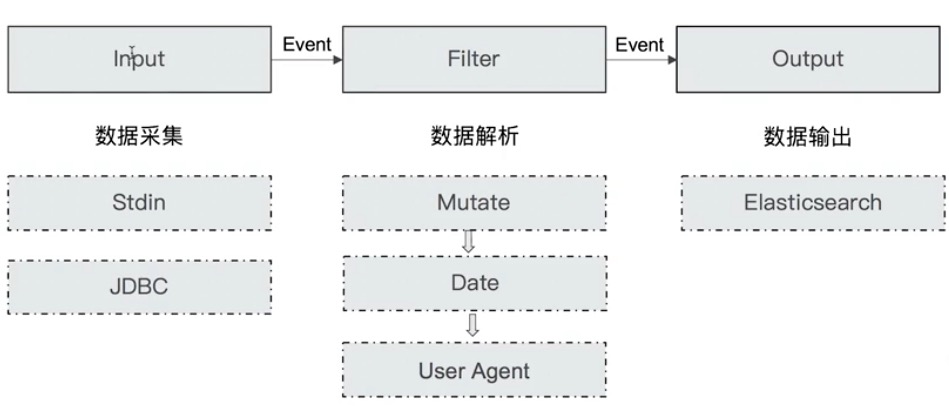 Input
Event
Filter
Event
Output
数据采集
数据解析
数据输出
Stdin
Mutate
Elasticsearch
JDBC
Date
User Agent